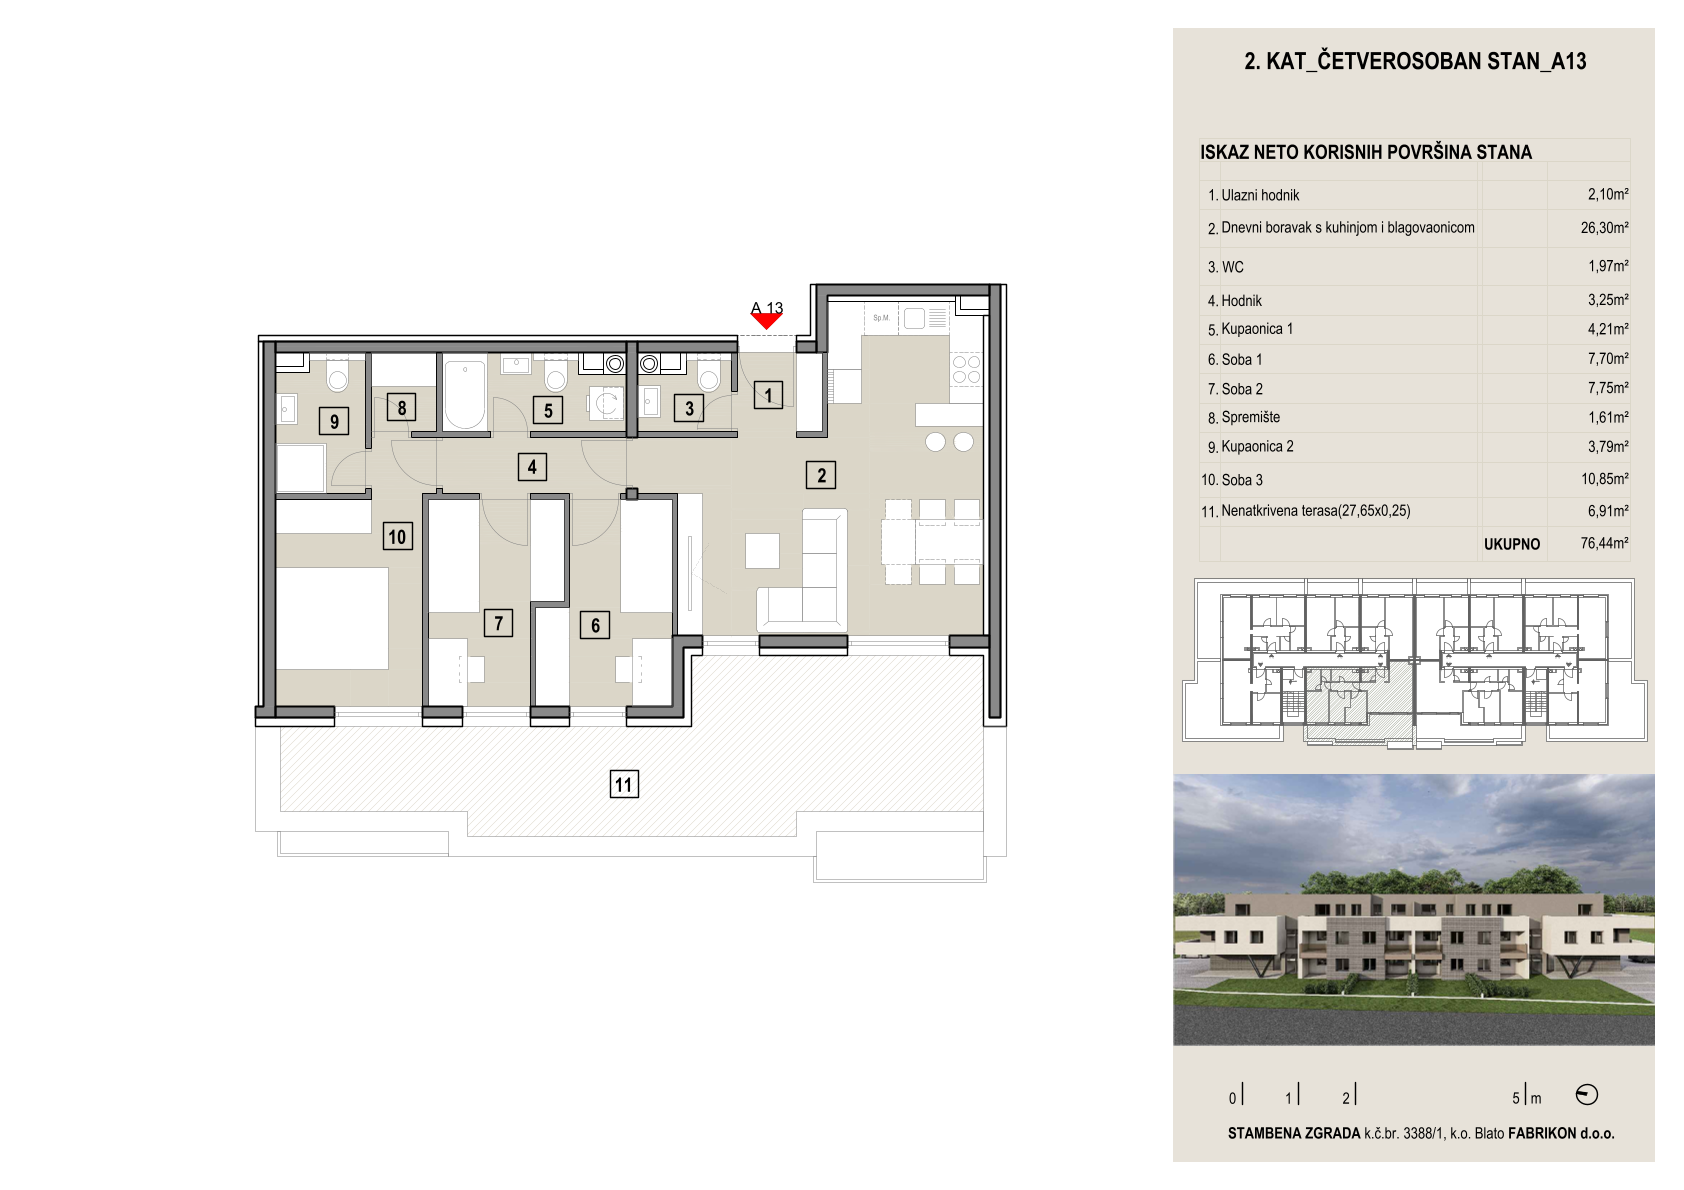 2. KAT_ČETVEROSOBAN STAN_A13
ISKAZ NETO KORISNIH POVRŠINA STANA
1. Ulazni hodnik 2,10m²
2. Dnevni boravak s kuhinjom i blagovaonicom 26,30m²
3. WC 1,97m²
4. Hodnik 3,25m²
5. Kupaonica 1 4,21m²
6. Soba 1 7,70m²
7. Soba 2 7,75m²
8. Spremište 1,61m²
9. Kupaonica 2 3,79m²
10. Soba 3 10,85m²
11. Nenatkrivena terasa(27,65x0,25) 6,91m²
UKUPNO 76,44m²
A 13
Sp.M.
1
8
3
5
9
4
2
10
7
6
11
0 1 2 5 m
STAMBENA ZGRADA k.č.br. 3388/1, k.o. Blato FABRIKON d.o.o.